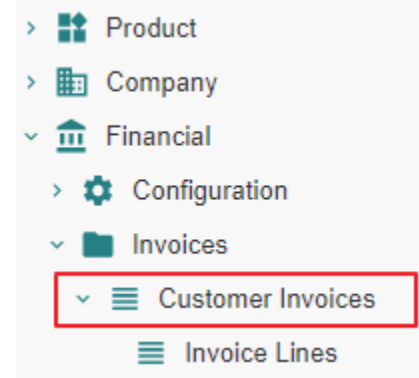 Product
Company
Financial
Configuration
Invoices
Customer Invoices
Invoice Lines